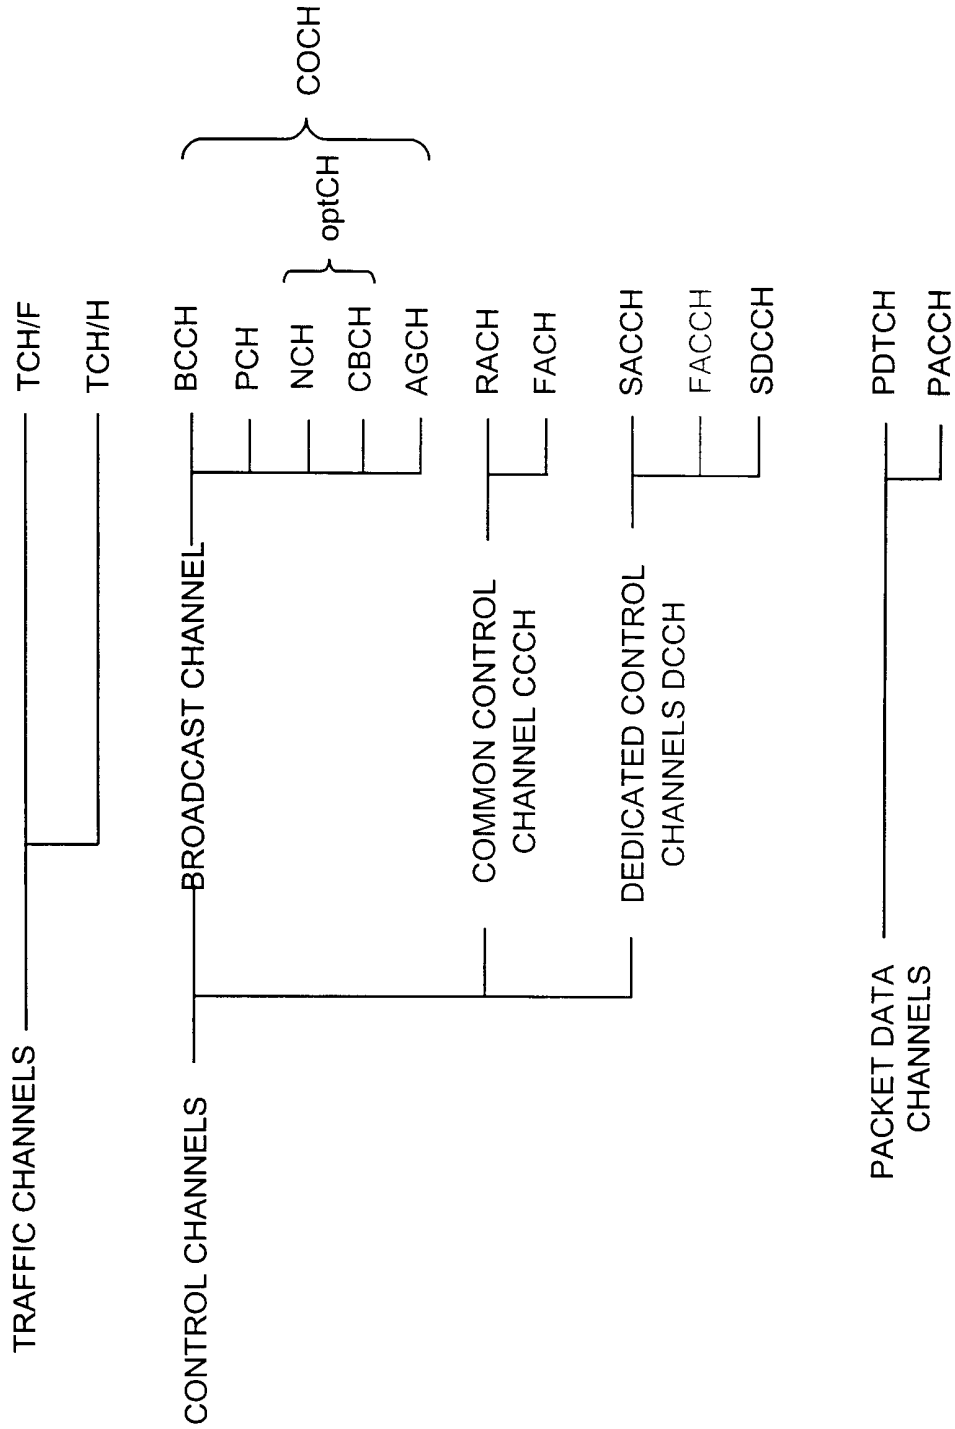 TRAFFIC CHANNELS
TCH/F
TCH/H
CONTROL CHANNELS
BROADCAST CHANNEL
BCCH
PCH
NCH
CBCH
AGCH
optCH
COCH
COMMON CONTROL
CHANNEL CCCH
RACH
FACH
DEDICATED CONTROL
CHANNELS DCCH
SACCH
FACCH
SDCCH
PACKET DATA
CHANNELS
PDTCH
PACCH